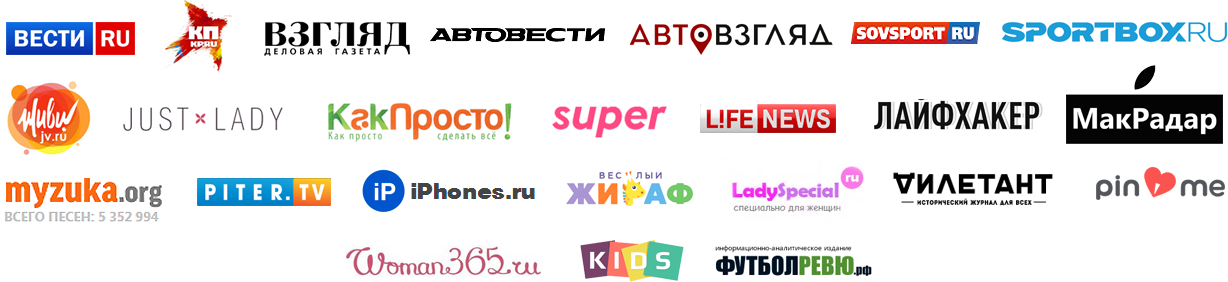 ВЕСТИ RU
КП
KP.RU
ВЗГЛЯД
ДЕЛОВАЯ ГАЗЕТА
АВТОВЕСТИ
АВТОВЗГЛЯД
SOVSPORT RU
SPORTBOX RU
Живи
jv.ru
JUST LADY
КакПросто!
Как просто сделать всё
super
L!FE NEWS
ЛАЙФХАКЕР
МакРадар
myzuka.org
ВСЕГО ПЕСЕН: 5 352 994
PITER.TV
iP iPhones.ru
ВЕСЁЛЫЙ
ЖИРАФ
LadySpecial ru
специально для женщин
ДИЛЕТАНТ
ИСТОРИЧЕСКИЙ ЖУРНАЛ ДЛЯ ВСЕХ
pin me
Woman365.ru
KIDS
информационно-аналитическое издание
ФУТБОЛРЕВЮ.рф